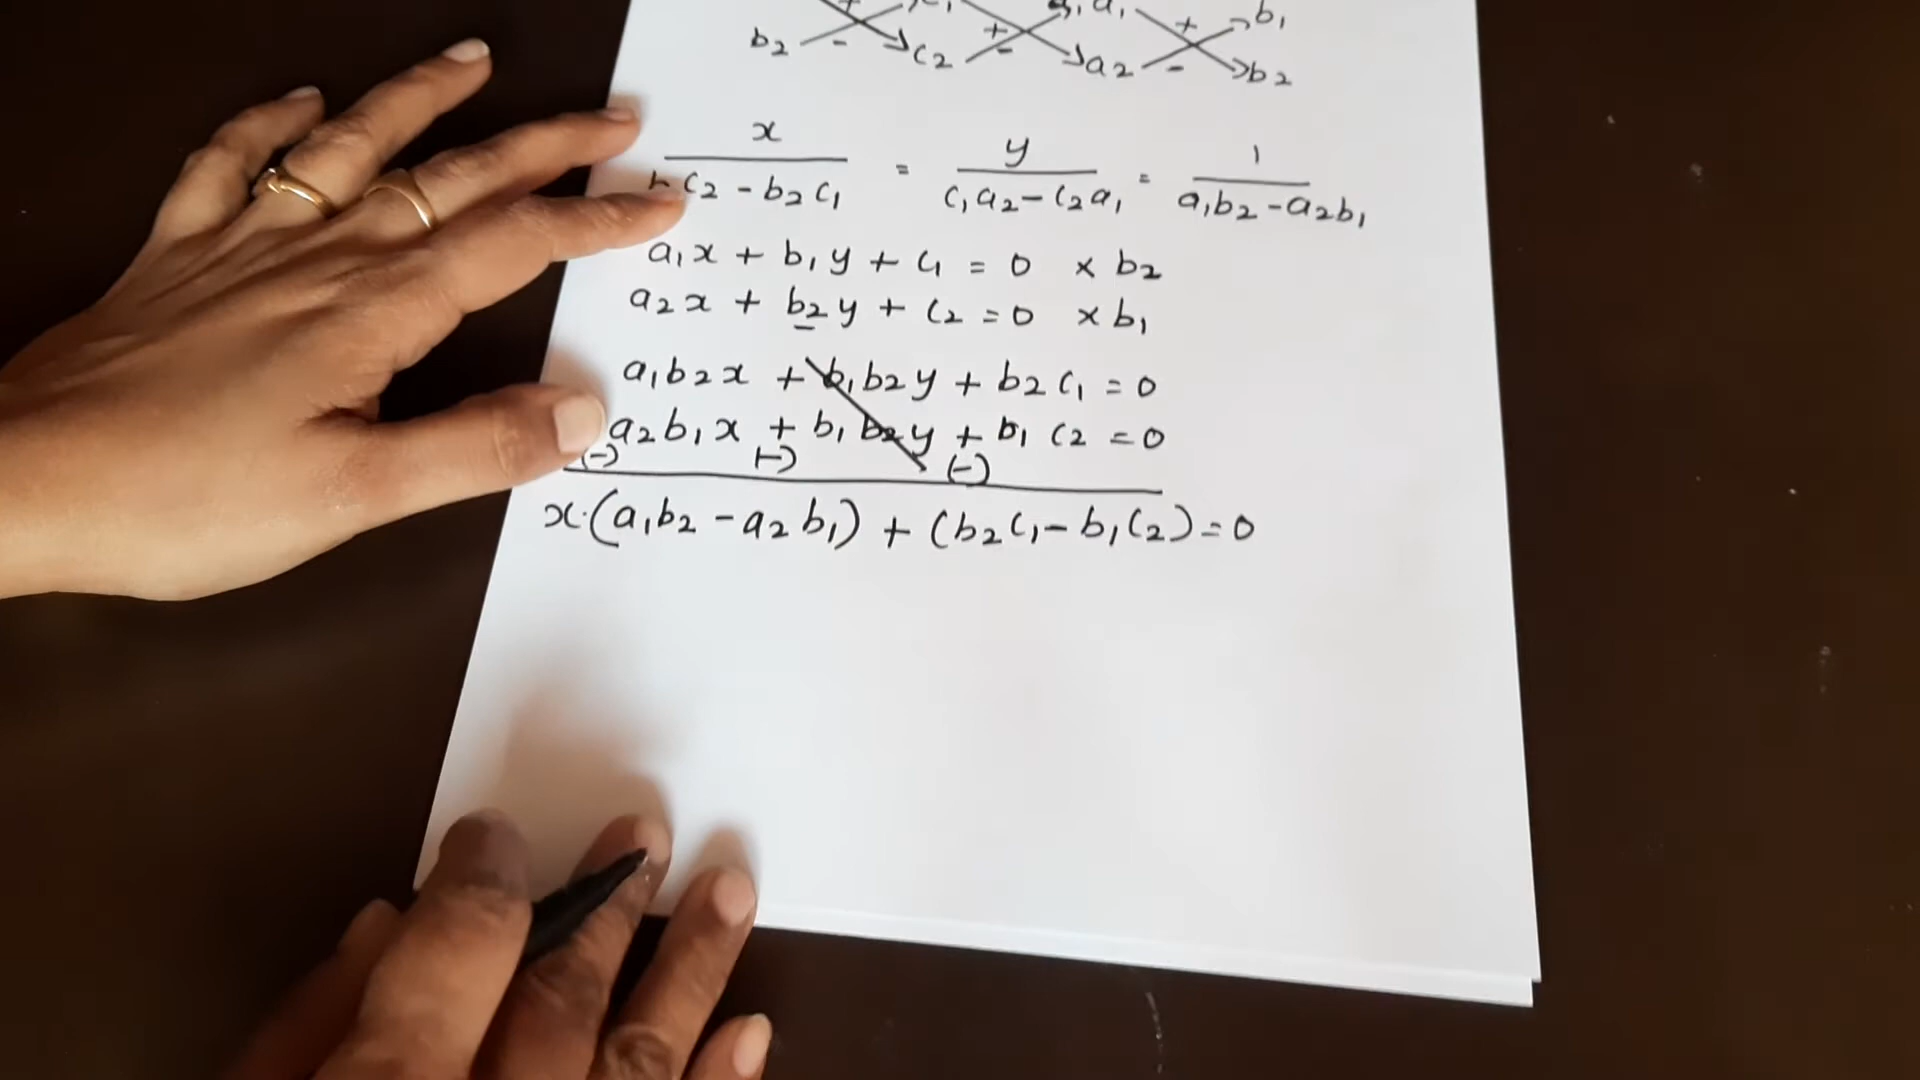 b2 c2 a2 b2
b1
x / c2 - b2c1 = y / c1a2 - c2a1 = 1 / a1b2 - a2b1
a1x + b1y + c1 = 0 × b2
a2x + b2y + c2 = 0 × b1
a1b2x + b1b2y + b2c1 = 0
a2b1x + b1b2y + b1c2 = 0
(-) (-) (-)
x·(a1b2 - a2b1) + (b2c1 - b1c2) = 0